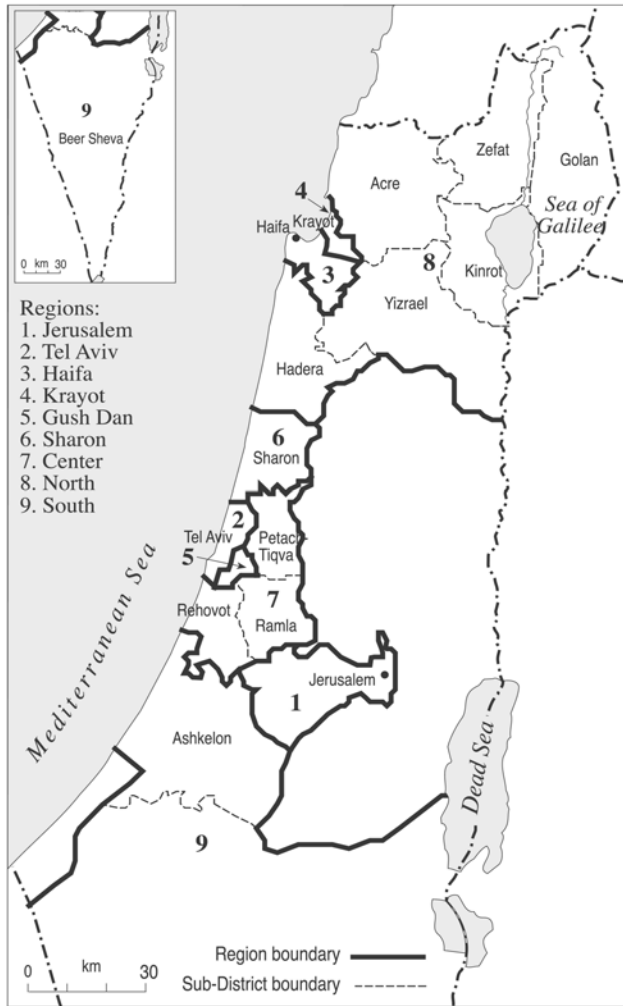 9
Beer Sheva
0 km 30
Regions:
1. Jerusalem
2. Tel Aviv
3. Haifa
4. Krayot
5. Gush Dan
6. Sharon
7. Center
8. North
9. South
Zefat
Golan
Acre
4
Krayot
Haifa
Sea of
Galilee
8
3
Kinrot
Yizrael
Hadera
6
Sharon
2
Tel Aviv
Petac
Tiqva
5
7
Rehovot
Ramla
Jerusalem
1
Mediterranean Sea
Ashkelon
Dead Sea
9
Region boundary
km
0 30
Sub-District boundary